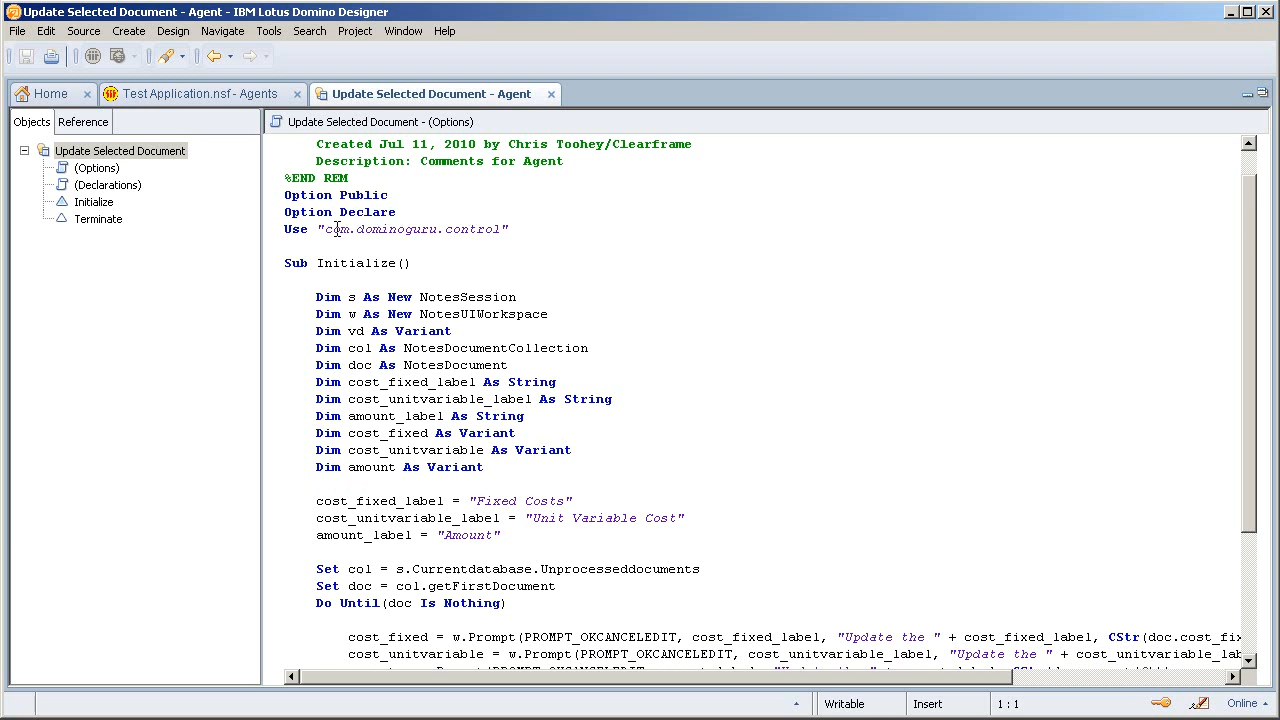 Update Selected Document - Agent - IBM Lotus Domino Designer
File Edit Source Create Design Navigate Tools Search Project Window Help
Home Test Application.nsf - Agents Update Selected Document - Agent
Objects Reference
Update Selected Document - (Options)
Update Selected Document
(Options)
(Declarations)
Initialize
Terminate
Created Jul 11, 2010 by Chris Toohey/Clearframe
Description: Comments for Agent
%END REM
Option Public
Option Declare
Use "com.dominoguru.control"
Sub Initialize()
Dim s As New NotesSession
Dim w As New NotesUIWorkspace
Dim vd As Variant
Dim col As NotesDocumentCollection
Dim doc As NotesDocument
Dim cost_fixed_label As String
Dim cost_unitvariable_label As String
Dim amount_label As String
Dim cost_fixed As Variant
Dim cost_unitvariable As Variant
Dim amount As Variant
cost_fixed_label = "Fixed Costs"
cost_unitvariable_label = "Unit Variable Cost"
amount_label = "Amount"
Set col = s.Currentdatabase.Unprocesseddocuments
Set doc = col.getFirstDocument
Do Until(doc Is Nothing)
cost_fixed = w.Prompt(PROMPT_OKCANCELEDIT, cost_fixed_label, "Update the " + cost_fixed_label, CStr(doc.cost_fix
cost_unitvariable = w.Prompt(PROMPT_OKCANCELEDIT, cost_unitvariable_label, "Update the " + cost_unitvariable_lab
Writable Insert 1 : 1 Online